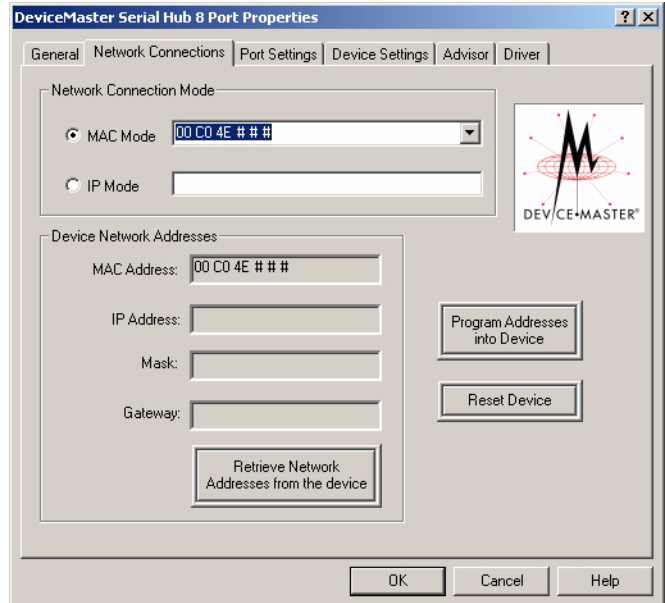 DeviceMaster Serial Hub 8 Port Properties
General Network Connections Port Settings Device Settings Advisor Driver
Network Connection Mode
MAC Mode 00 C0 4E # # #
IP Mode
DEVICE•MASTER®
Device Network Addresses
MAC Address: 00 C0 4E # # #
IP Address:
Mask:
Gateway:
Program Addresses
into Device
Reset Device
Retrieve Network
Addresses from the device
OK Cancel Help